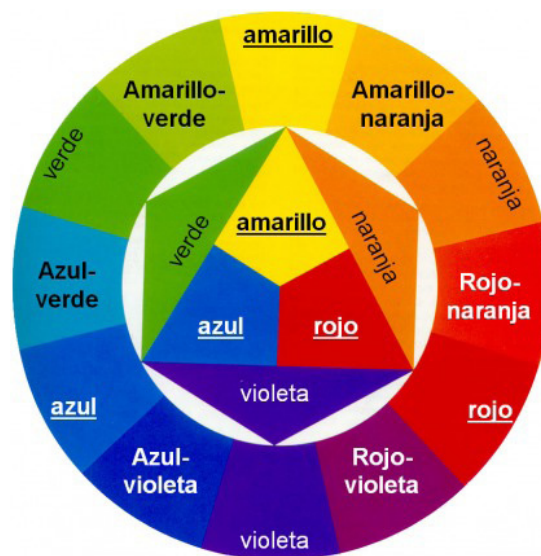 amarillo
Amarillo-
verde
Amarillo-
naranja
verde
naranja
amarillo
verde
naranja
Azul-
verde
Rojo-
naranja
azul
rojo
azul
rojo
violeta
Azul-
violeta
Rojo-
violeta
violeta